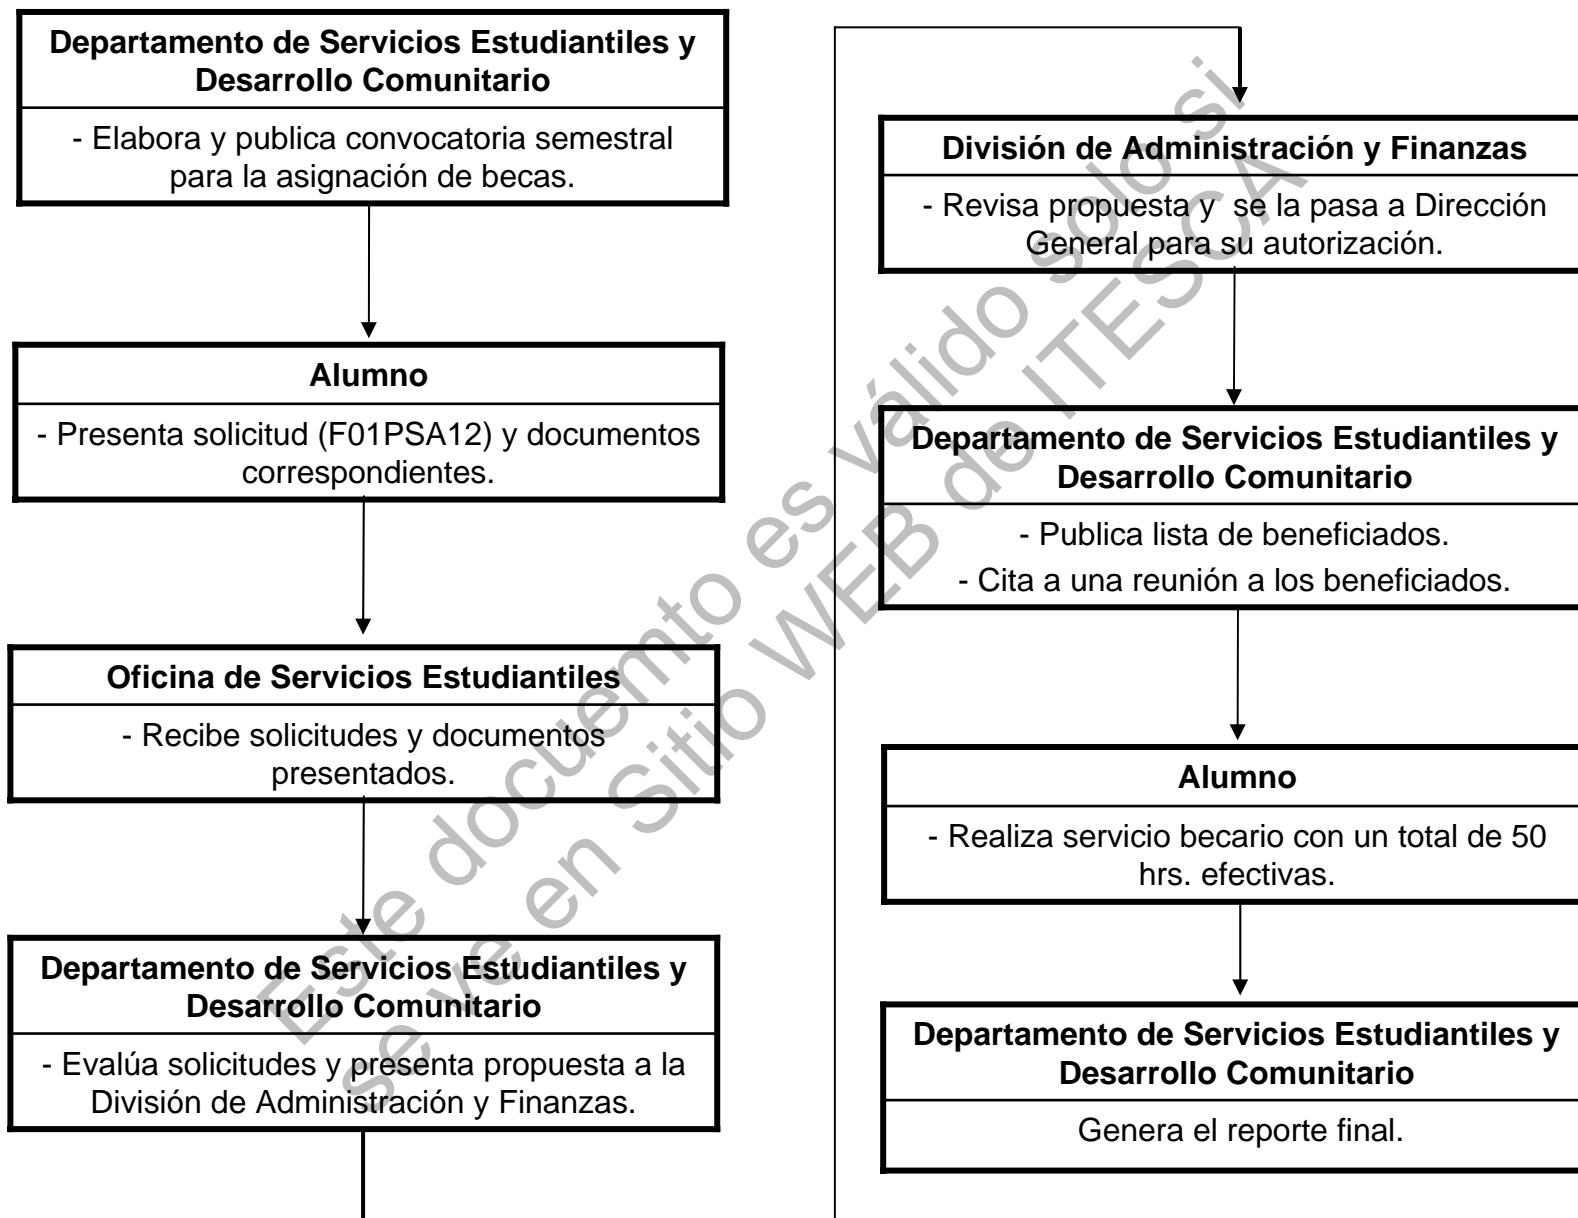 Departamento de Servicios Estudiantiles y
Desarrollo Comunitario
- Elabora y publica convocatoria semestral
para la asignación de becas.
Alumno
- Presenta solicitud (F01PSA12) y documentos
correspondientes.
Oficina de Servicios Estudiantiles
- Recibe solicitudes y documentos
presentados.
Departamento de Servicios Estudiantiles y
Desarrollo Comunitario
- Evalúa solicitudes y presenta propuesta a la
División de Administración y Finanzas.
División de Administración y Finanzas
- Revisa propuesta y  se la pasa a Dirección
General para su autorización.
Departamento de Servicios Estudiantiles y
Desarrollo Comunitario
- Publica lista de beneficiados.
- Cita a una reunión a los beneficiados.
Alumno
- Realiza servicio becario con un total de 50
hrs. efectivas.
Departamento de Servicios Estudiantiles y
Desarrollo Comunitario
Genera el reporte final.
Este docuemto es válido solo si
se ve en Sitio WEB de ITESCA